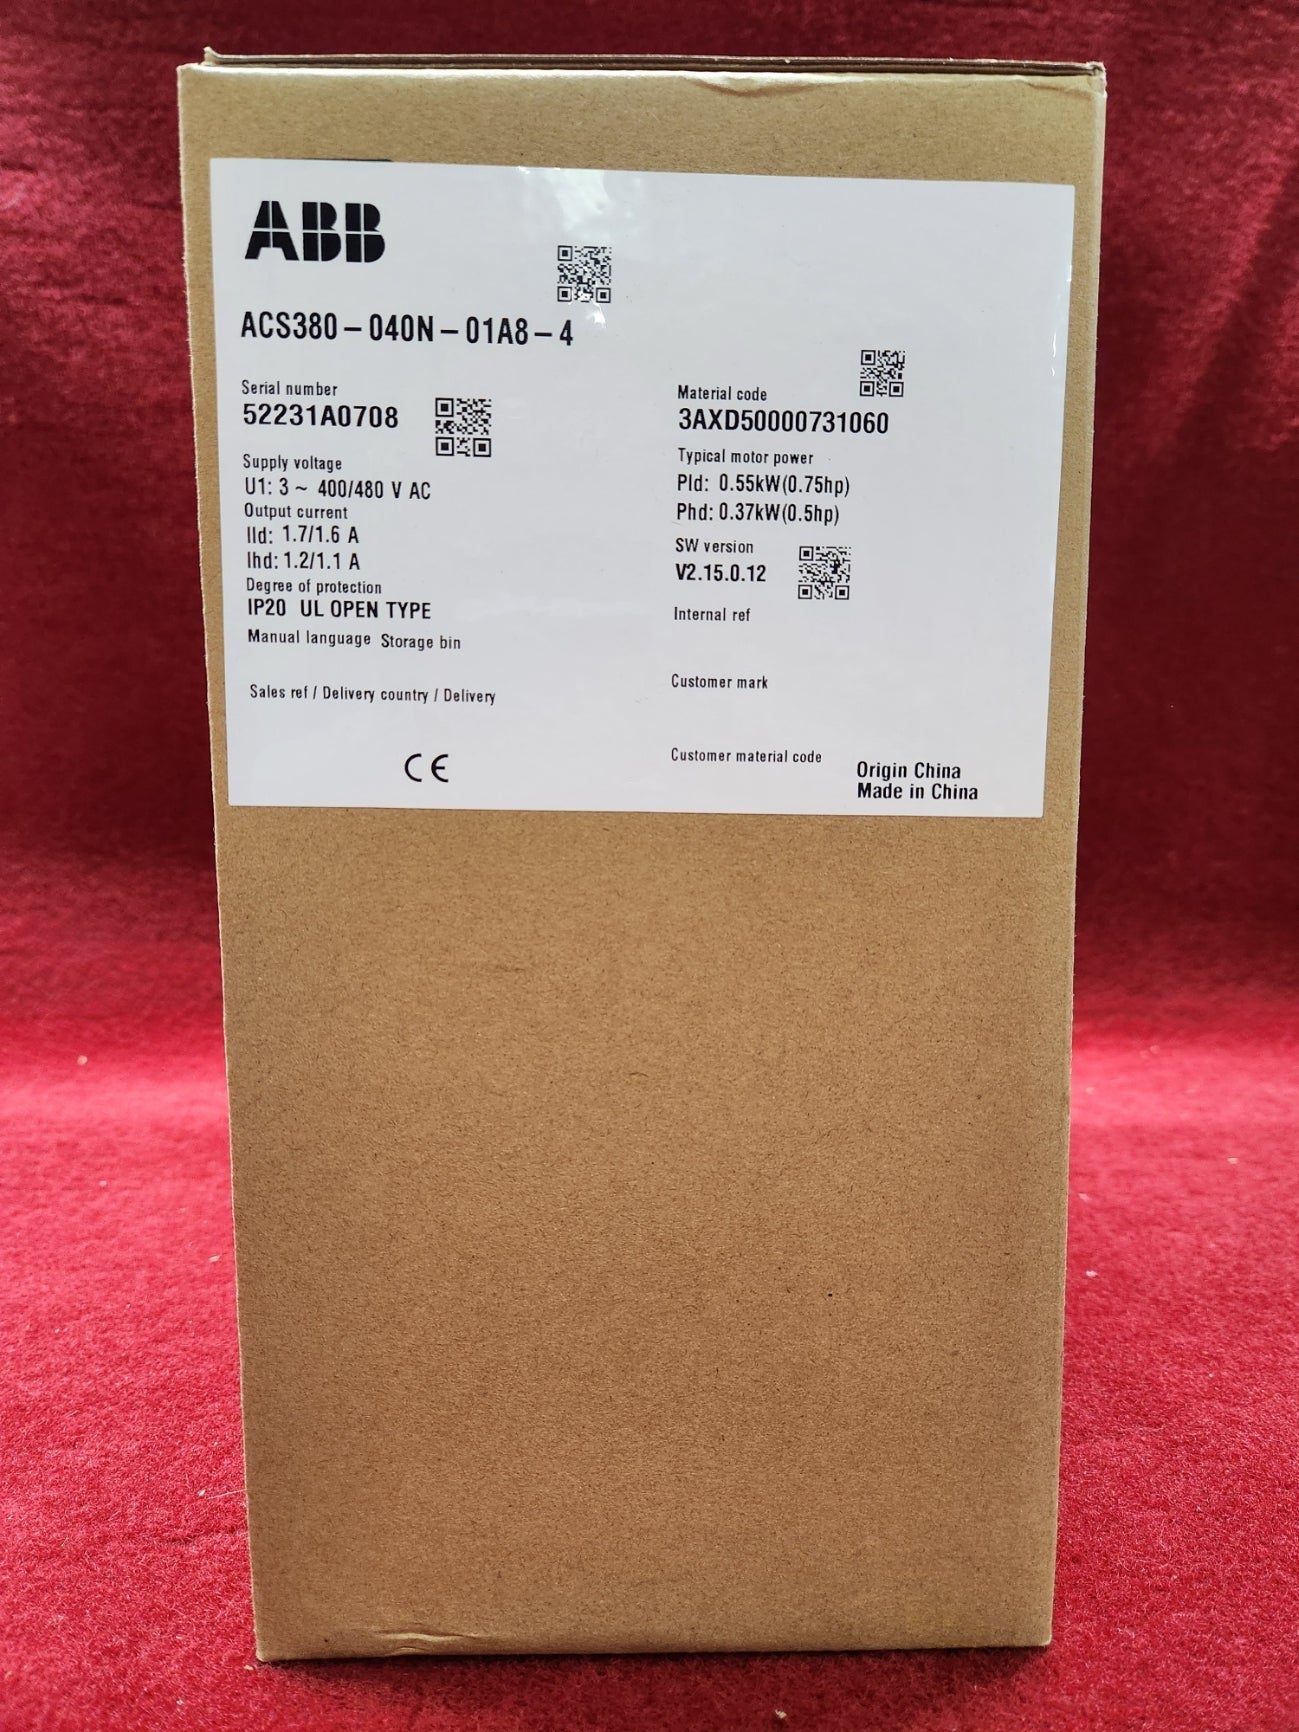 ABB
ACS380-040N-01A8-4
Serial number
52231A0708
Supply voltage
U1: 3 ~ 400/480 V AC
Output current
Ild: 1.7/1.6 A
Ihd: 1.2/1.1 A
Degree of protection
IP20 UL OPEN TYPE
Manual language Storage bin
Sales ref / Delivery country / Delivery
CE
Material code
3AXD50000731060
Typical motor power
Pld: 0.55kW(0.75hp)
Phd: 0.37kW(0.5hp)
SW version
V2.15.0.12
Internal ref
Customer mark
Customer material code
Origin China
Made in China